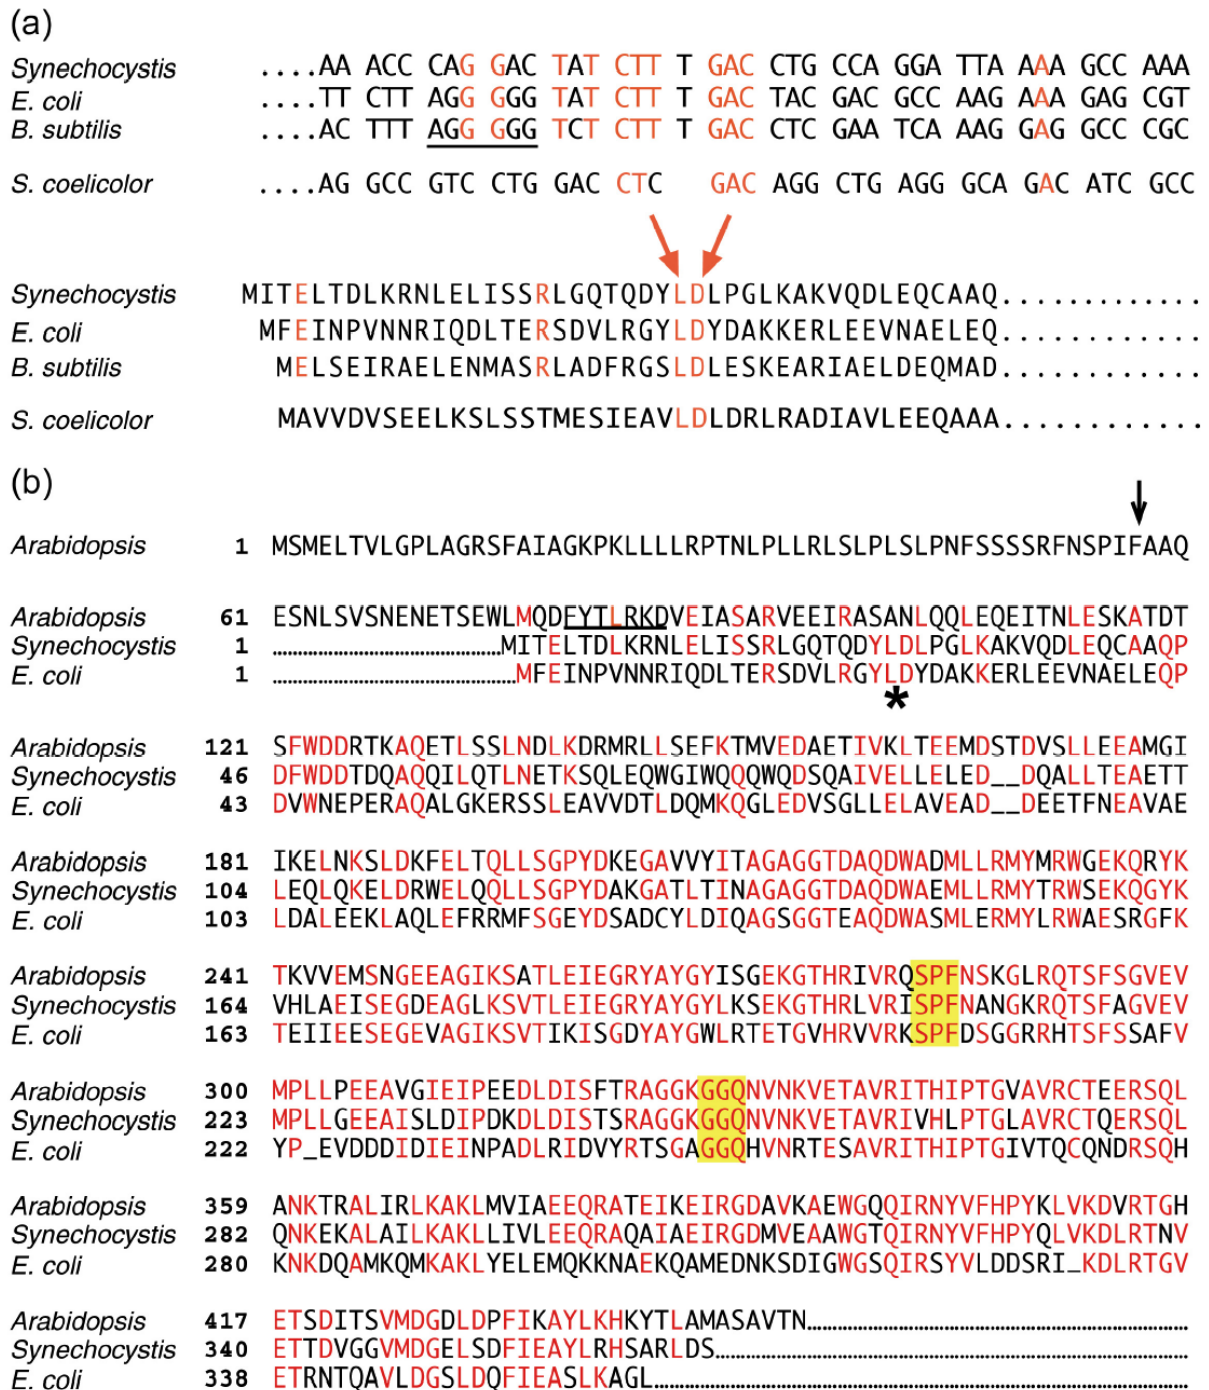 (a)
Synechocystis ....AA ACC CAG GAC TAT CTT T GAC CTG CCA GGA TTA AAA GCC AAA
E. coli ....TT CTT AGG GGG TAT CTT T GAC TAC GAC GCC AAG AAA GAG CGT
B. subtilis ....AC TTT AGG GGG TCT CTT T GAC CTC GAA TCA AAG GAG GCC CGC
S. coelicolor ....AG GCC GTC CTG GAC CTC GAC AGG CTG AGG GCA GAC ATC GCC
Synechocystis MITELTDLKRNLELISSRLGQTQDYLDLPGLKAKVQDLEQCAAQ.............
E. coli MFEINPVNNRIQDLTERSDVLRGYLDYDAKKERLEEVNAELEQ............
B. subtilis MELSEIRAELENMASRLADFRGSLDLESKEARIAELDEQMAD............
S. coelicolor MAVVDVSEELKSLSSTMESIEAVLDLDRLRADIAVLEEQAAA............
(b)
Arabidopsis 1 MSMELTVLGPLAGRSFAIAGKPKLLLLRPTNLPLLRLSLPLSLPNFSSSSRFNSPIFAAQ
Arabidopsis 61 ESNLSVSNENETSEWLMQDEYTLRKDVEIASARVEEIRASANLQQLEQEITNLESKATDT
Synechocystis 1 ..............................MITELTDLKRNLELISSRLGQTQDYLDLPGLKAKVQDLEQCAAQP
E. coli 1 ................................MFEINPVNNRIQDLTERSDVLRGYLDYDAKKERLEEVNAELEQP
*
Arabidopsis 121 SFWDDRTKAQETLSSLNDLKDRMRLLSEFKTMVEDAETIVKLTEEMDSTDVSLLEEAMGI
Synechocystis 46 DFWDDTDQAQQILQTLNETKSQLEQWGIWQQQWQDSQAIVELLELED__DQALLTEAETT
E. coli 43 DVWNEPERAQALGKERSSLEAVVDTLDQMKQGLEDVSGLLELAVEAD__DEETFNEAVAE
Arabidopsis 181 IKELNKSLDKFELTQLLSGPYDKEGAVVYITAGAGGTDAQDWADMLLRMYMRWGEKQRYK
Synechocystis 104 LEQLQKELDRWELQQLLSGPYDAKGATLTINAGAGGTDAQDWAEMLLRMYTRWSEKQGYK
E. coli 103 LDALEEKLAQLEFRRMFSGEYDSADCYLDIQAGSGGTEAQDWASMLERMYLRWAESRGFK
Arabidopsis 241 TKVVEMSNGEEAGIKSATLEIEGRYAYGYISGEKGTHRIVRQSPFNSKGLRQTSFSGVEV
Synechocystis 164 VHLAEISEGDEAGLKSVTLEIEGRYAYGYLKSEKGTHRLVRISPFNANGKRQTSFAGVEV
E. coli 163 TEIIEESEGEVAGIKSVTIKISGDYAYGWLRTETGVHRVVRKSPFDSGGRRHTSFSSAFV
Arabidopsis 300 MPLLPEEAVGIEIPEEDLDISFTRAGGKGGQNVNKVETAVRITHIPTGVAVRCTEERSQL
Synechocystis 223 MPLLGEEAISLDIPDKDLDISTSRAGGKGGQNVNKVETAVRIVHLPTGLAVRCTQERSQL
E. coli 222 YP_EVDDDIDIEINPADLRIDVYRTSGAGGQHVNRTESAVRITHIPTGIVTQCQNDRSQH
Arabidopsis 359 ANKTRALIRLKAKLMVIAEEQRATEIKEIRGDAVKAEWGQQIRNYVFHPYKLVKDVRTGH
Synechocystis 282 QNKEKALAILKAKLLIVLEEQRAQAIAEIRGDMVEAAWGTQIRNYVFHPYQLVKDLRTNV
E. coli 280 KNKDQAMKQMKAKLYELEMQKKNAEKQAMEDNKSDIGWGSQIRSYVLDDSRI_KDLRTGV
Arabidopsis 417 ETSDITSVMDGDLDPFIKAYLKHKYTLAMASAVTN..........
Synechocystis 340 ETTDVGGVMDGELSDFIEAYLRHSARLDS..........
E. coli 338 ETRNTQAVLDGSLDQFIEASLKAGL..........